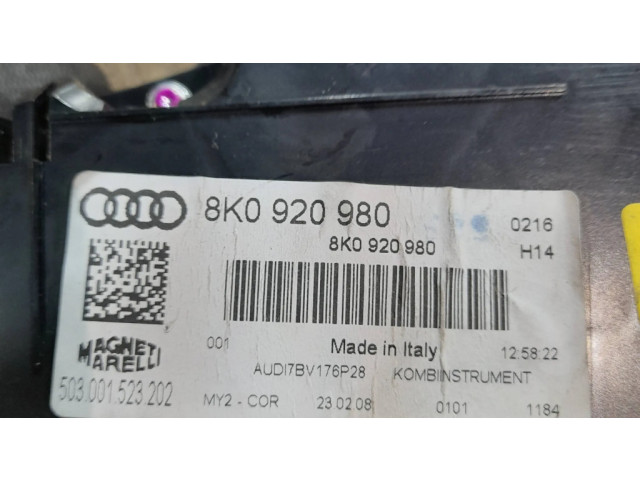 8K0 920 980
0216
8K0 920 980
H14
001
Made in Italy
12:58:22
MAGNETI
MARELLI
AUDI7BV176P28 KOMBIINSTRUMENT
503.001.523.202
MY2 - COR 23 02 08 0101 1184